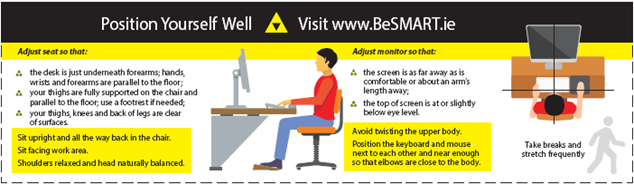 Position Yourself Well Visit www.BeSMART.ie
Adjust seat so that:
the desk is just underneath forearms; hands,
wrists and forearms are parallel to the floor;
your thighs are fully supported on the chair and
parallel to the floor; use a footrest if needed;
your thighs, knees and back of legs are clear
of surfaces.
Sit upright and all the way back in the chair.
Sit facing work area.
Shoulders relaxed and head naturally balanced.
Adjust monitor so that:
the screen is as far away as is
comfortable or about an arm's
length away;
the top of screen is at or slightly
below eye level.
Avoid twisting the upper body.
Position the keyboard and mouse
next to each other and near enough
so that elbows are close to the body.
Take breaks and
stretch frequently